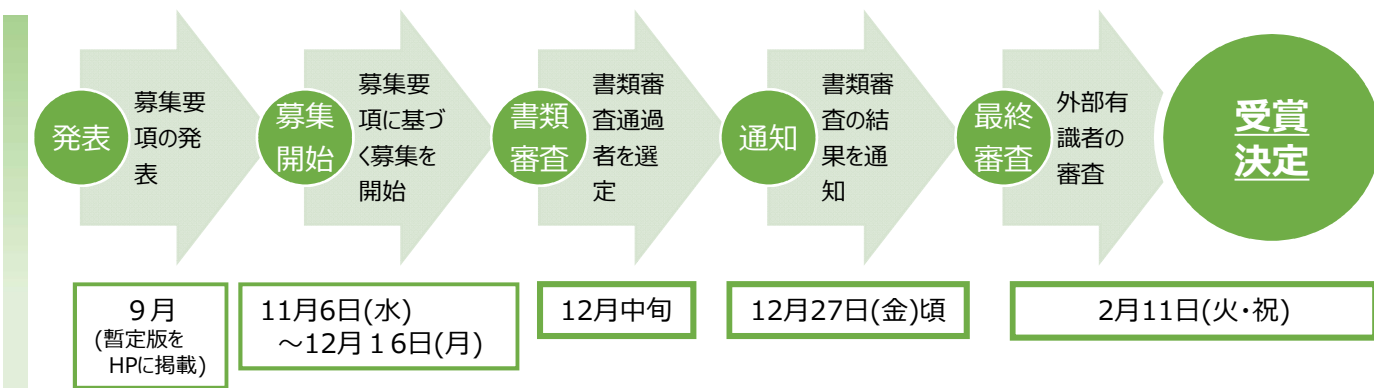 発表
募集要
項の発
表
募集
開始
募集要
項に基づ
く募集を
開始
書類
審査
書類審
査通過
者を選
定
通知
書類審
査の結
果を通
知
最終
審査
外部有
識者の
審査
受賞
決定
９月
(暫定版を
HPに掲載)
11月6日(水)
～12月１6日(月)
12月中旬
12月27日(金)頃
2月11日(火・祝)